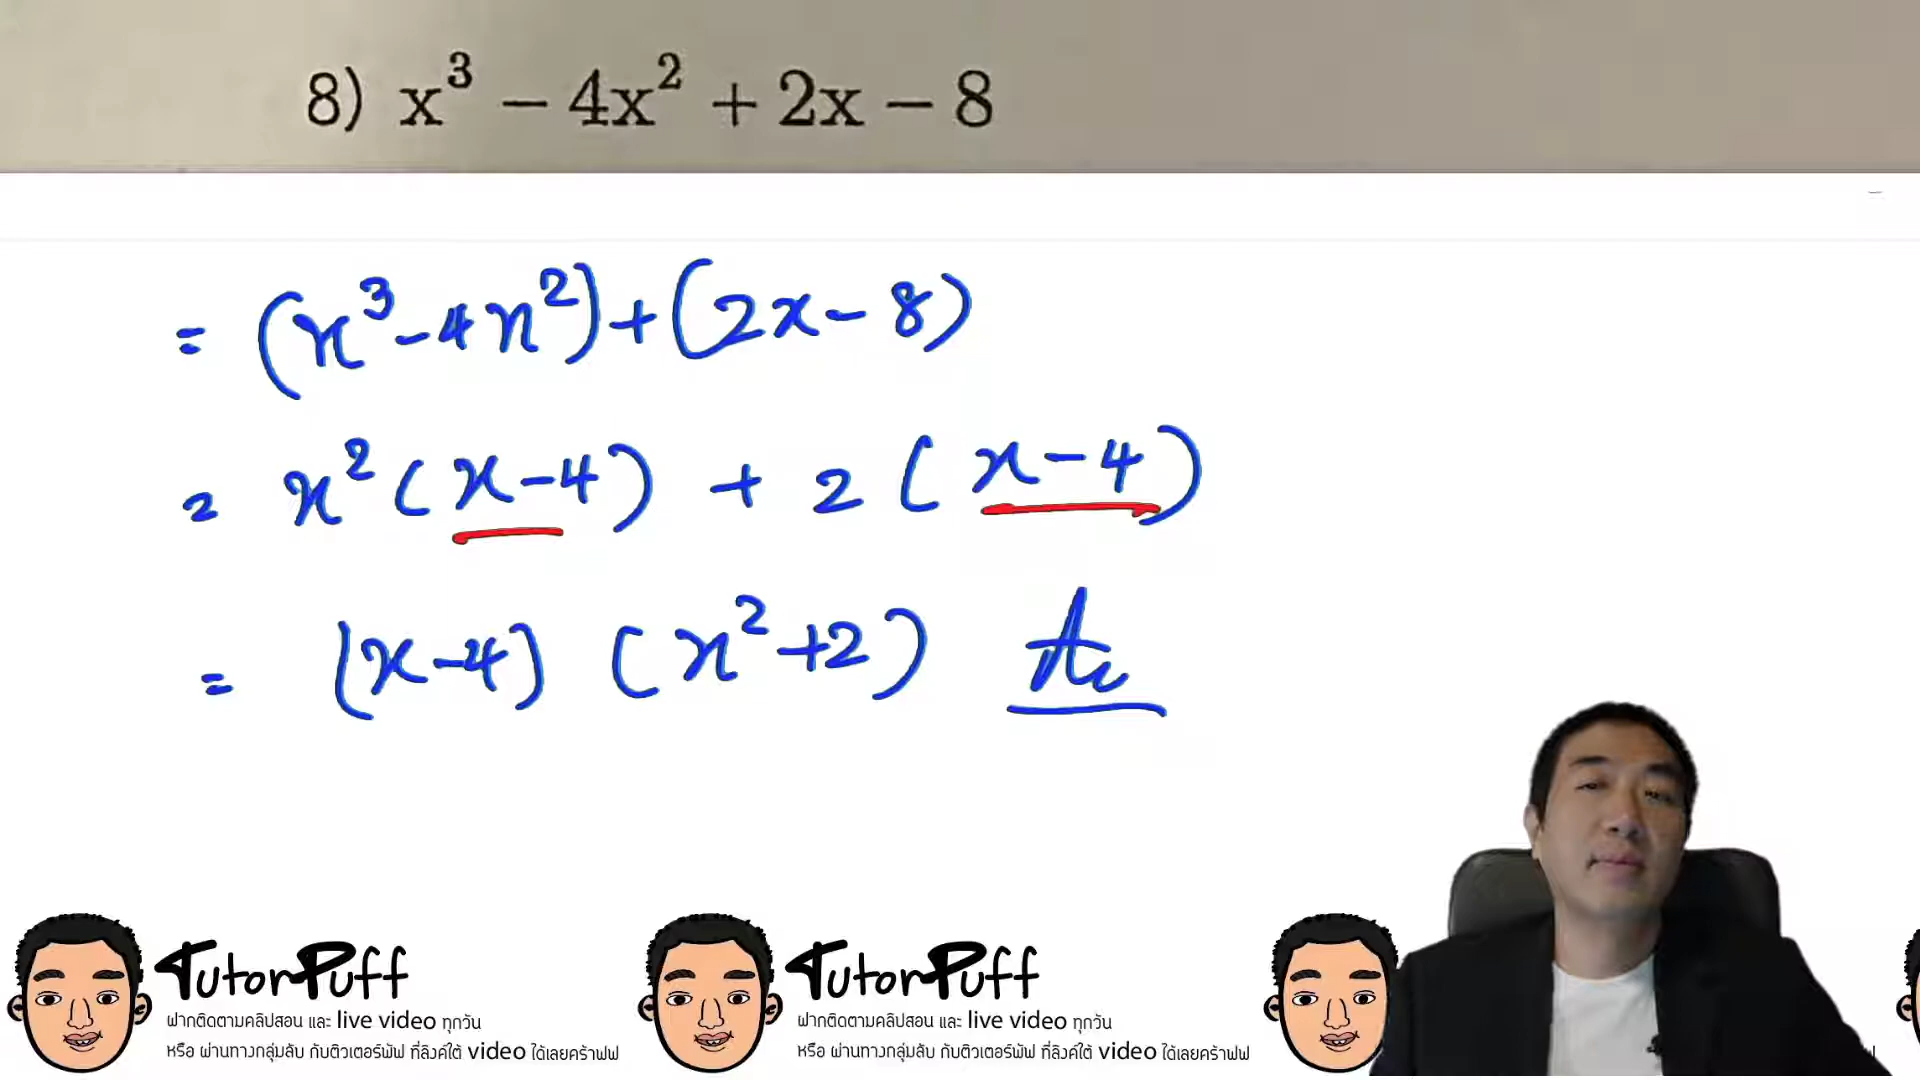 8) x³ − 4x² + 2x − 8
= (x³-4x²)+(2x-8)
= x²(x-4) + 2(x-4)
= (x-4) (x²+2)
TutorPuff
ฝากติดตามคลิปสอน และ live video ทุกวัน
หรือ ผ่านทางกลุ่มลับ กับติวเตอร์พัฟ ที่ลิงค์ใต้ video ได้เลยคร้าฟฟ
TutorPuff
ฝากติดตามคลิปสอน และ live video ทุกวัน
หรือ ผ่านทางกลุ่มลับ กับติวเตอร์พัฟ ที่ลิงค์ใต้ video ได้เลยคร้าฟฟ